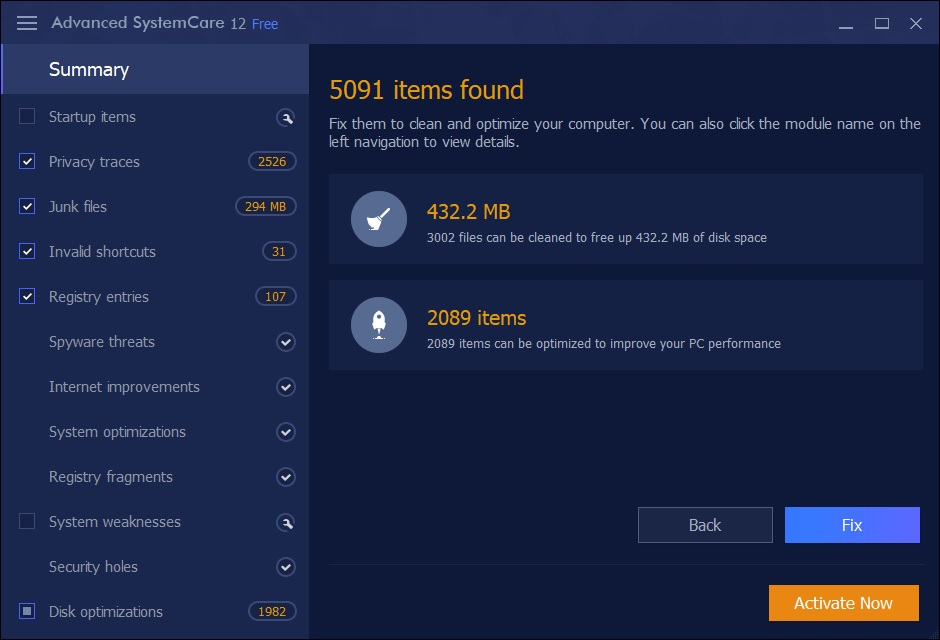 Advanced SystemCare 12 Free
Summary
Startup items
Privacy traces 2526
Junk files 294 MB
Invalid shortcuts 31
Registry entries 107
Spyware threats
Internet improvements
System optimizations
Registry fragments
System weaknesses
Security holes
Disk optimizations 1982
5091 items found
Fix them to clean and optimize your computer. You can also click the module name on the
left navigation to view details.
432.2 MB
3002 files can be cleaned to free up 432.2 MB of disk space
2089 items
2089 items can be optimized to improve your PC performance
Back Fix
Activate Now